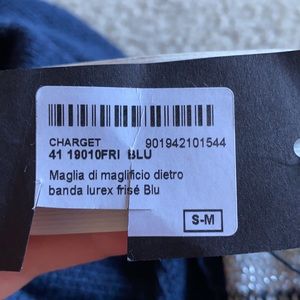 CHARGET 901942101544
41 19010FRI BLU
Maglia di maglificio dietro
banda lurex frisé Blu
S-M